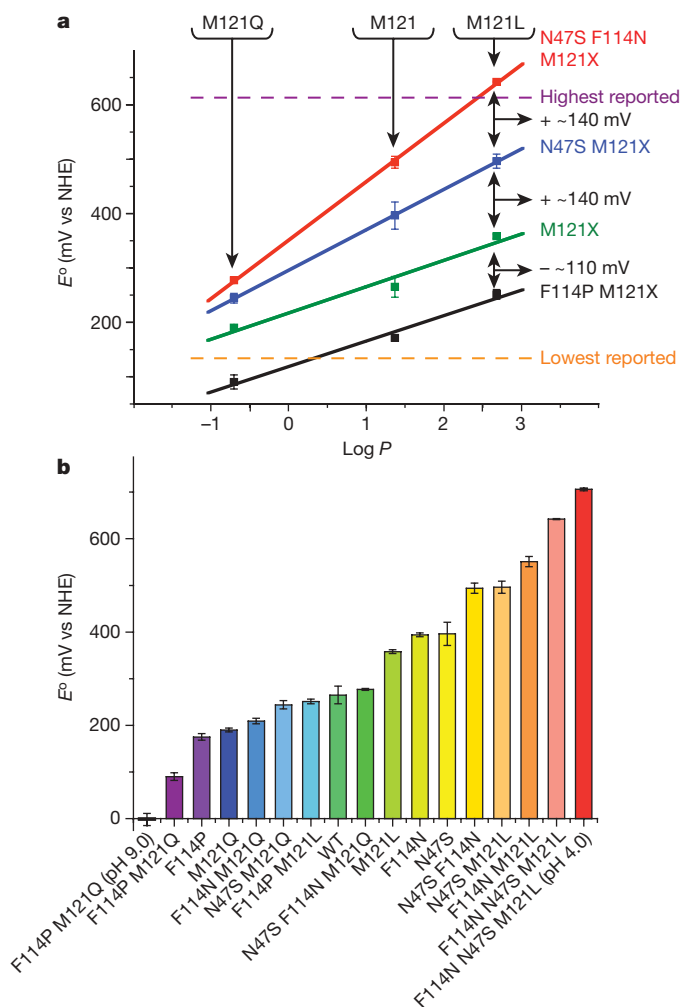 a
M121Q
M121
M121L
N47S F114N
M121X
Highest reported
+ ~140 mV
N47S M121X
+ ~140 mV
M121X
− ~110 mV
F114P M121X
Lowest reported
E° (mV vs NHE)
600
400
200
−1
0
1
2
3
Log P
b
E° (mV vs NHE)
600
400
200
0
F114P M121Q (pH 9.0)
F114P M121Q
F114P
M121Q
F114N M121Q
N47S M121Q
F114P M121L
WT
N47S F114N M121Q
M121L
F114N
N47S
N47S F114N
N47S M121L
F114N M121L
F114N N47S M121L
F114N N47S M121L (pH 4.0)